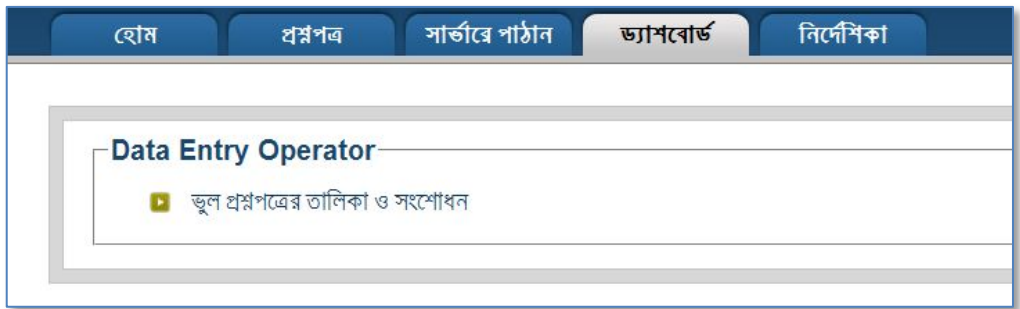 হোম প্রশ্নপত্র সার্ভারে পাঠান ড্যাশবোর্ড নির্দেশিকা
Data Entry Operator
ভুল প্রশ্নপত্রের তালিকা ও সংশোধন